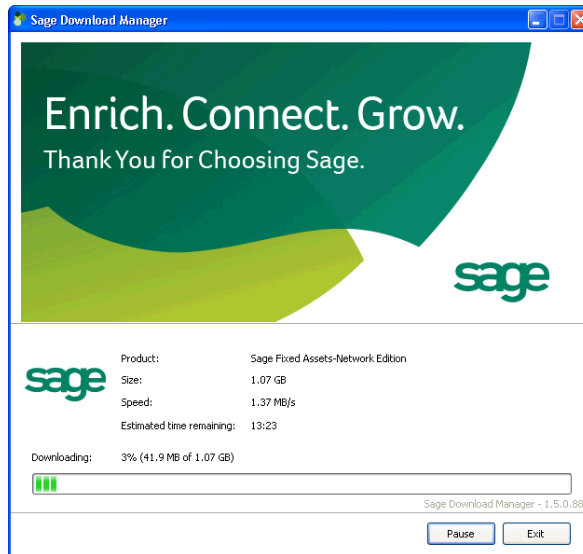 Sage Download Manager
Enrich. Connect. Grow.
Thank You for Choosing Sage.
sage
sage
Product: Sage Fixed Assets-Network Edition
Size: 1.07 GB
Speed: 1.37 MB/s
Estimated time remaining: 13:23
Downloading: 3% (41.9 MB of 1.07 GB)
Sage Download Manager - 1.5.0.88
Pause Exit